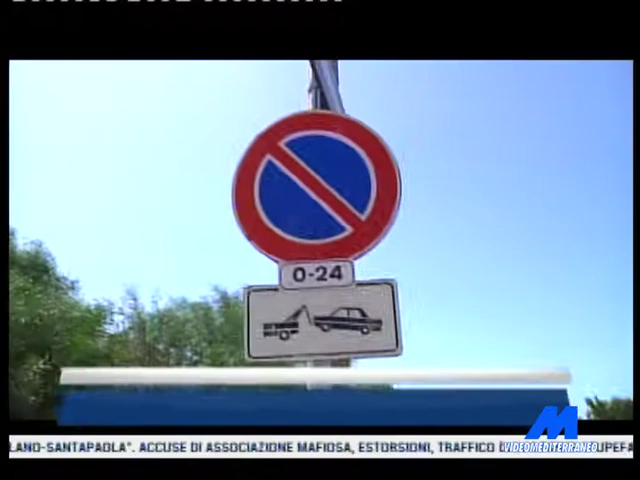 0-24
VIDEOMEDITERRANEO
LANO-SANTAPAOLA". ACCUSE DI ASSOCIAZIONE MAFIOSA, ESTORSIONI, TRAFFICO